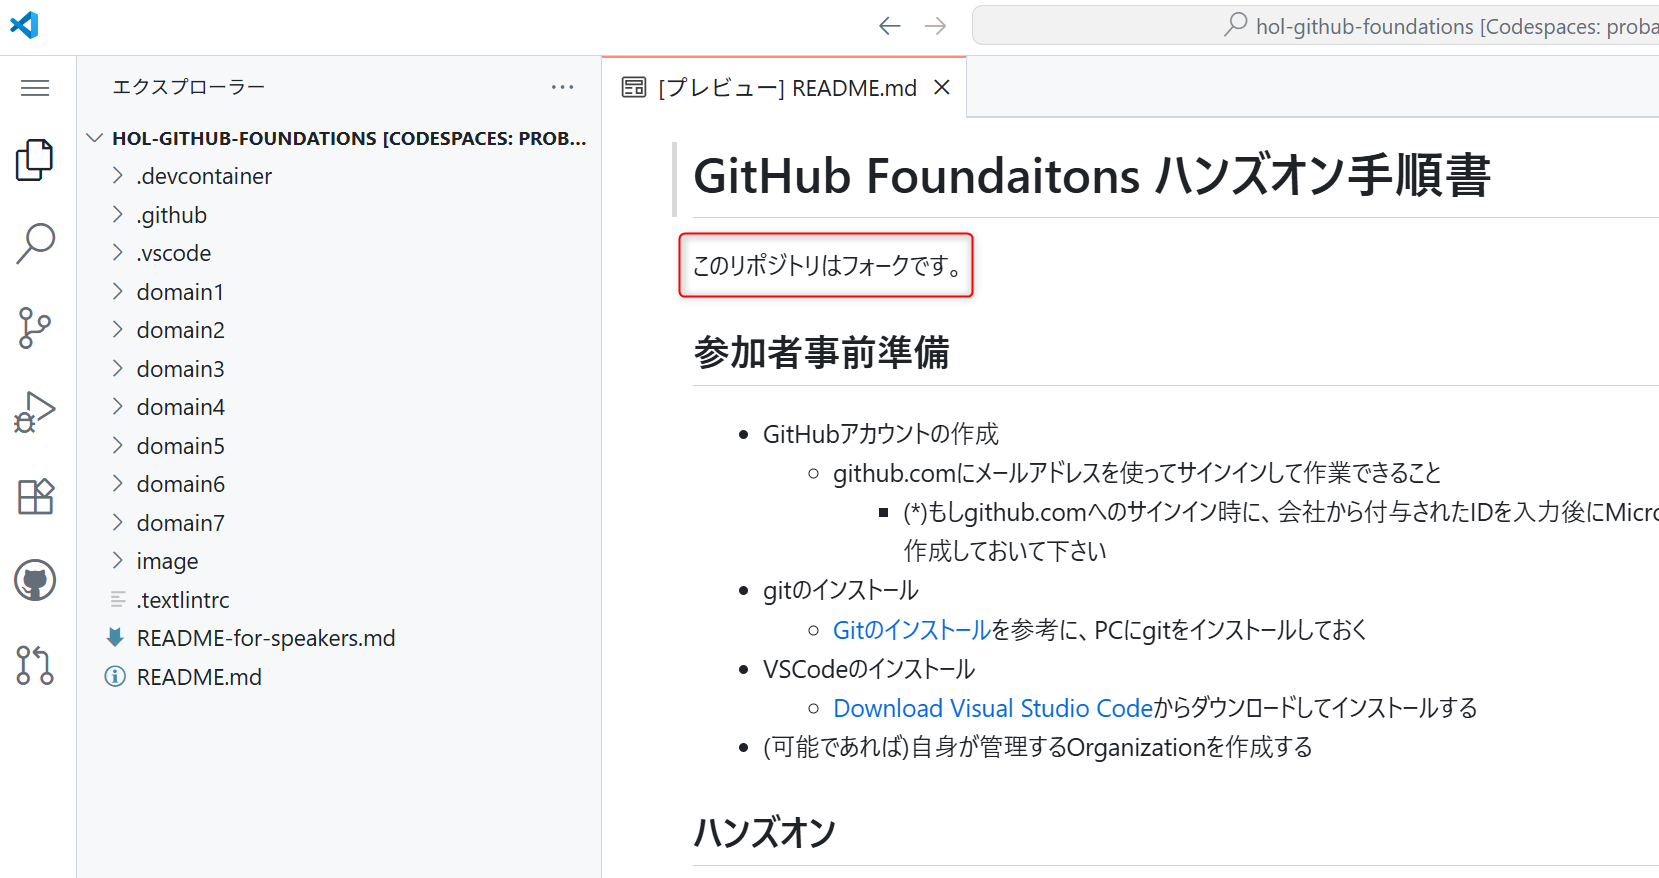 hol-github-foundations [Codespaces: proba
エクスプローラー
HOL-GITHUB-FOUNDATIONS [CODESPACES: PROB...
.devcontainer
.github
.vscode
domain1
domain2
domain3
domain4
domain5
domain6
domain7
image
.textlintrc
README-for-speakers.md
README.md
[プレビュー] README.md
GitHub Foundaitons ハンズオン手順書
このリポジトリはフォークです。
参加者事前準備
GitHubアカウントの作成
github.comにメールアドレスを使ってサインインして作業できること
(*)もしgithub.comへのサインイン時に、会社から付与されたIDを入力後にMicro
作成しておいて下さい
gitのインストール
Gitのインストールを参考に、PCにgitをインストールしておく
VSCodeのインストール
Download Visual Studio Codeからダウンロードしてインストールする
(可能であれば)自身が管理するOrganizationを作成する
ハンズオン